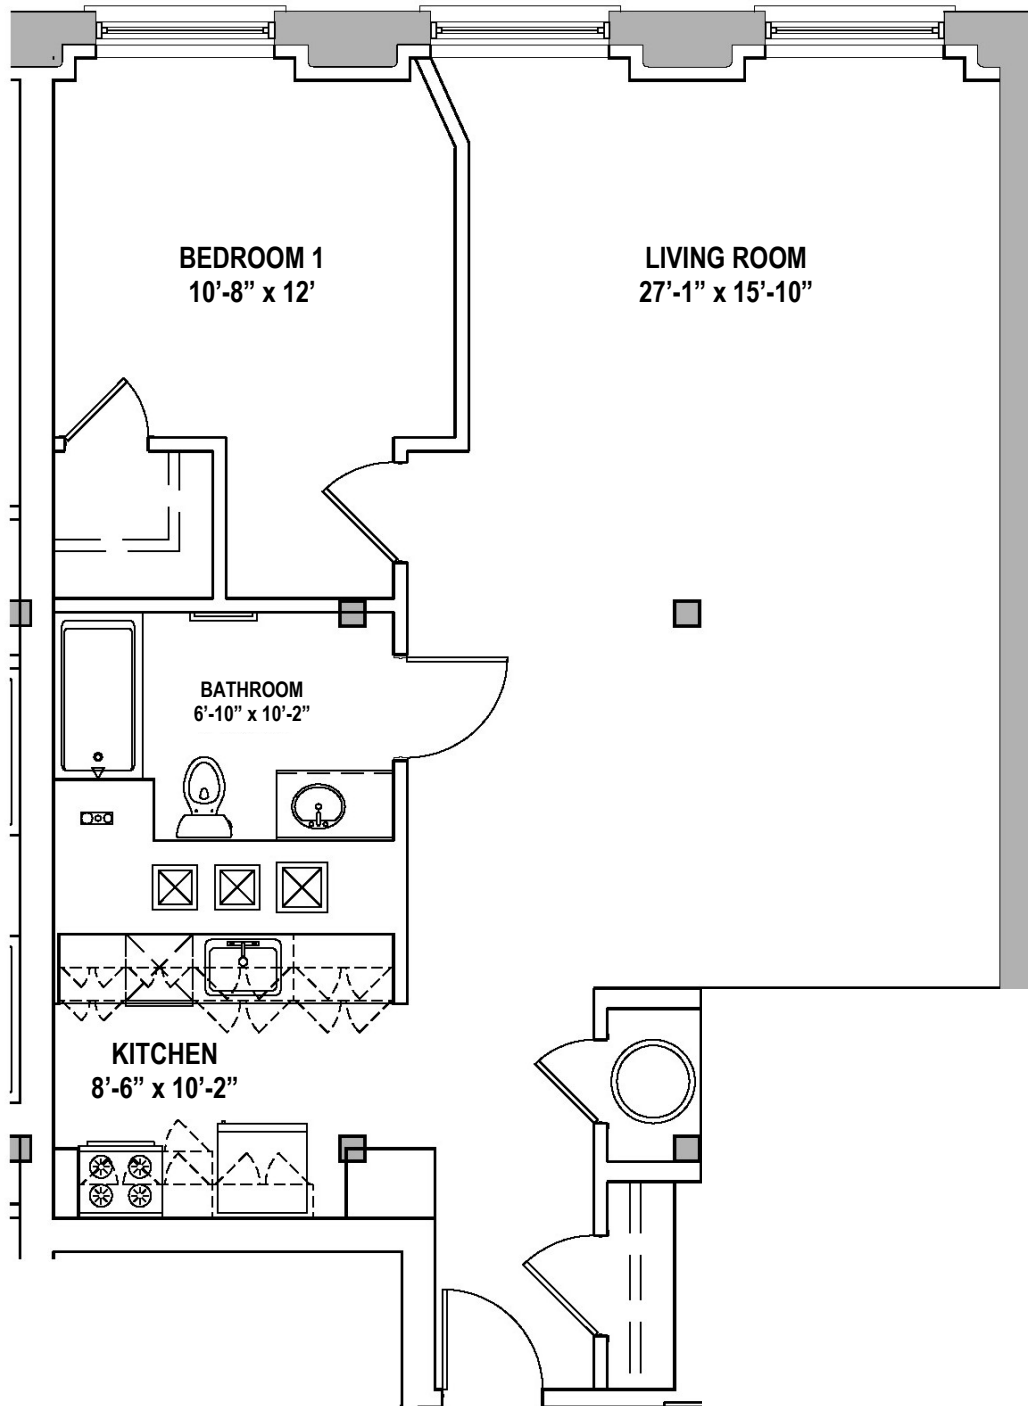 BEDROOM 1
10’-8” x 12’
LIVING ROOM
27’-1” x 15’-10”
BATHROOM
6’-10” x 10’-2”
KITCHEN
8’-6” x 10’-2”